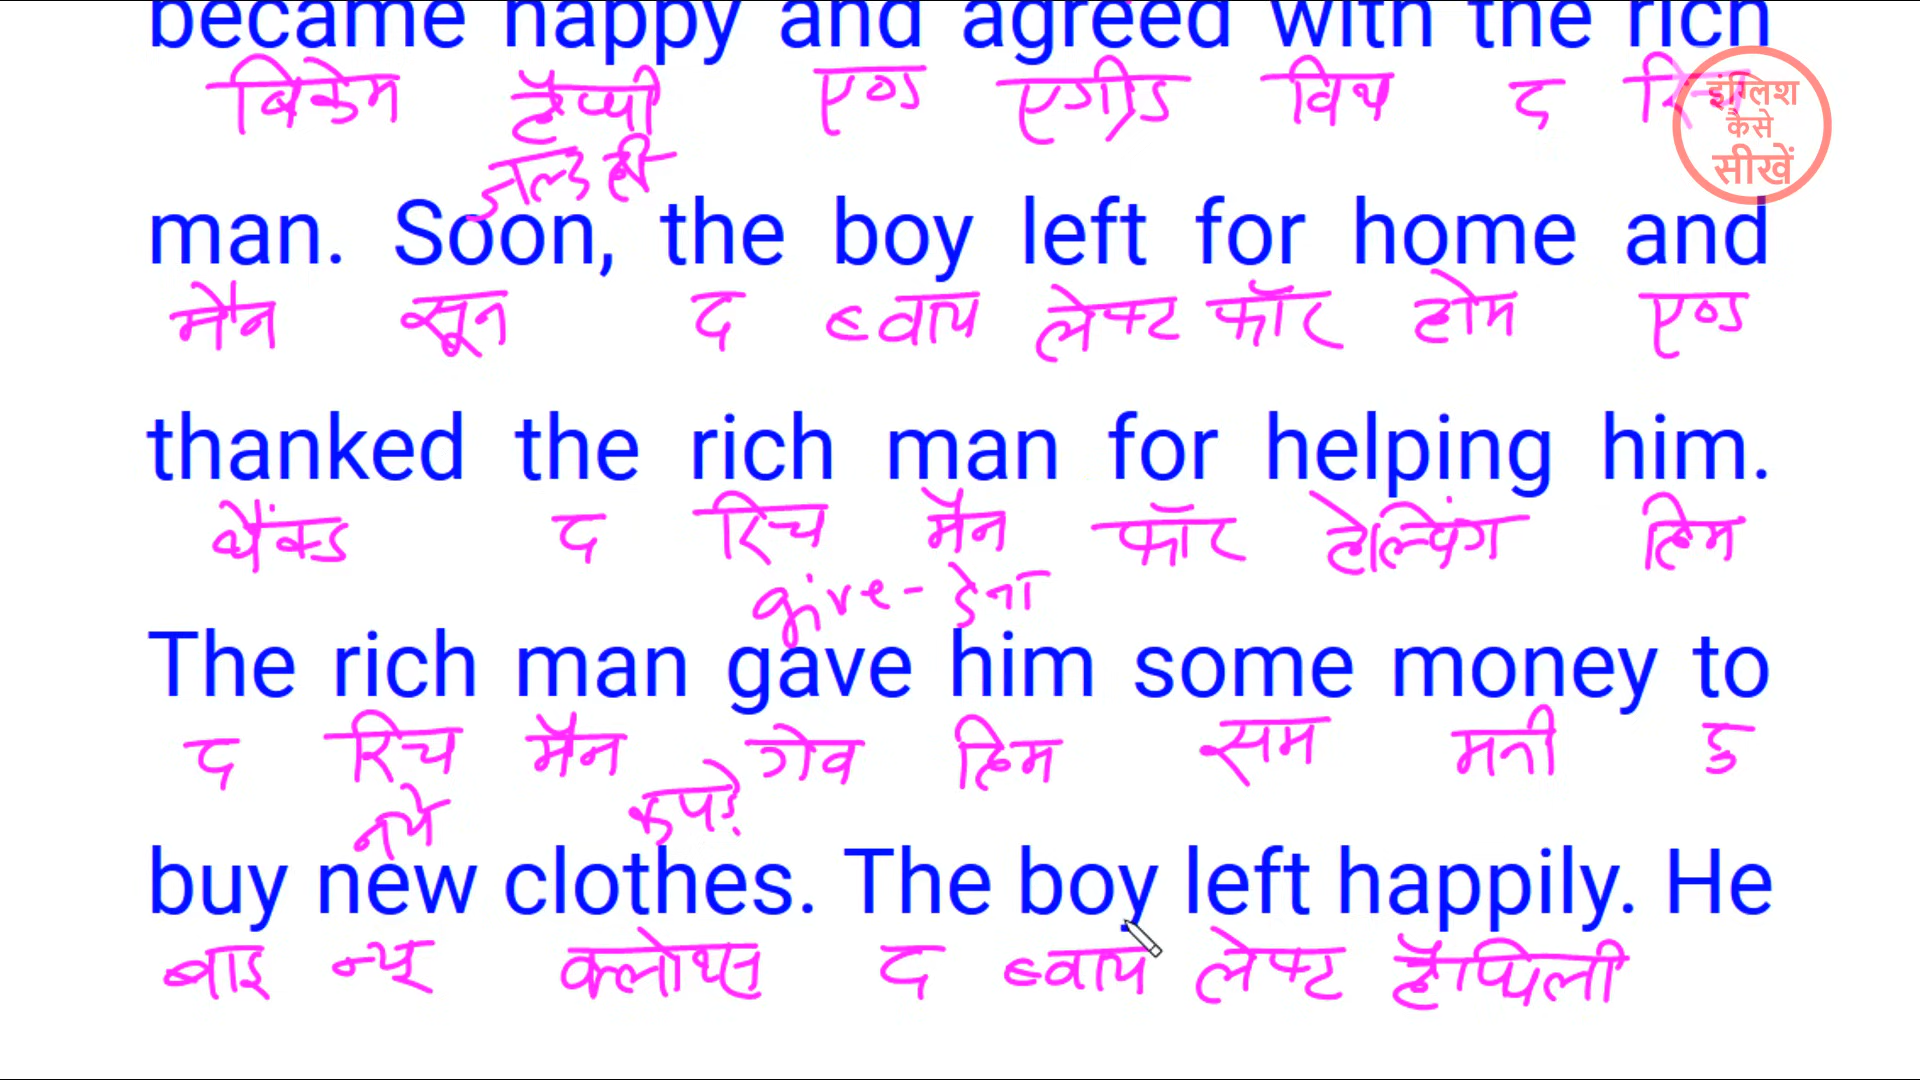 became happy and agreed with the rich
बिकेम हैप्पी एण्ड एग्रीड विथ द रिच
इंग्लिश
कैसे
सीखें
जल्द ही
man. Soon, the boy left for home and
मैन सून द ब्वाय लेफ्ट फॉर होम एण्ड
thanked the rich man for helping him.
थैंक्ड द रिच मैन फॉर हेल्पिंग हिम
give - देना
The rich man gave him some money to
द रिच मैन गेव हिम सम मनी टु
नये कपड़े
buy new clothes. The boy left happily. He
बाइ न्यू क्लोथ्स द ब्वाय लेफ्ट हैप्पिली